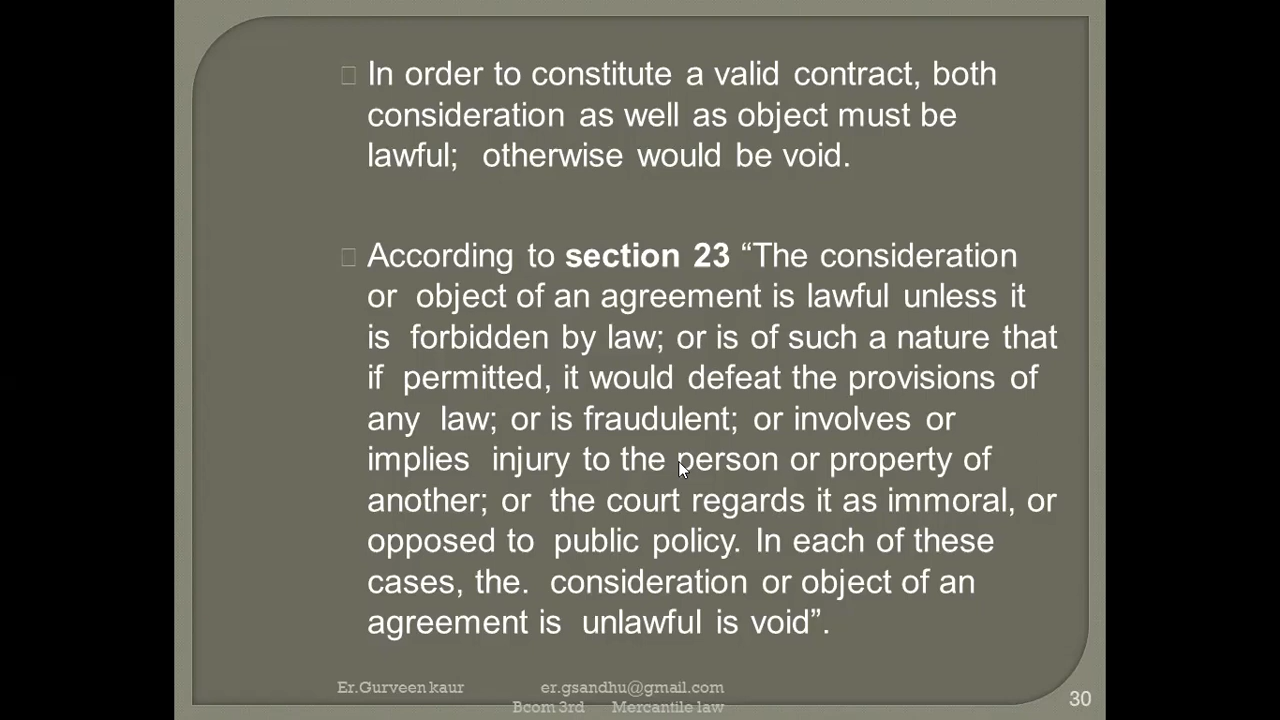 In order to constitute a valid contract, both
consideration as well as object must be
lawful; otherwise would be void.
According to section 23 “The consideration
or object of an agreement is lawful unless it
is forbidden by law; or is of such a nature that
if permitted, it would defeat the provisions of
any law; or is fraudulent; or involves or
implies injury to the person or property of
another; or the court regards it as immoral, or
opposed to public policy. In each of these
cases, the. consideration or object of an
agreement is unlawful is void”.
Er.Gurveen kaur er.gsandhu@gmail.com
Bcom 3rd Mercantile law
30